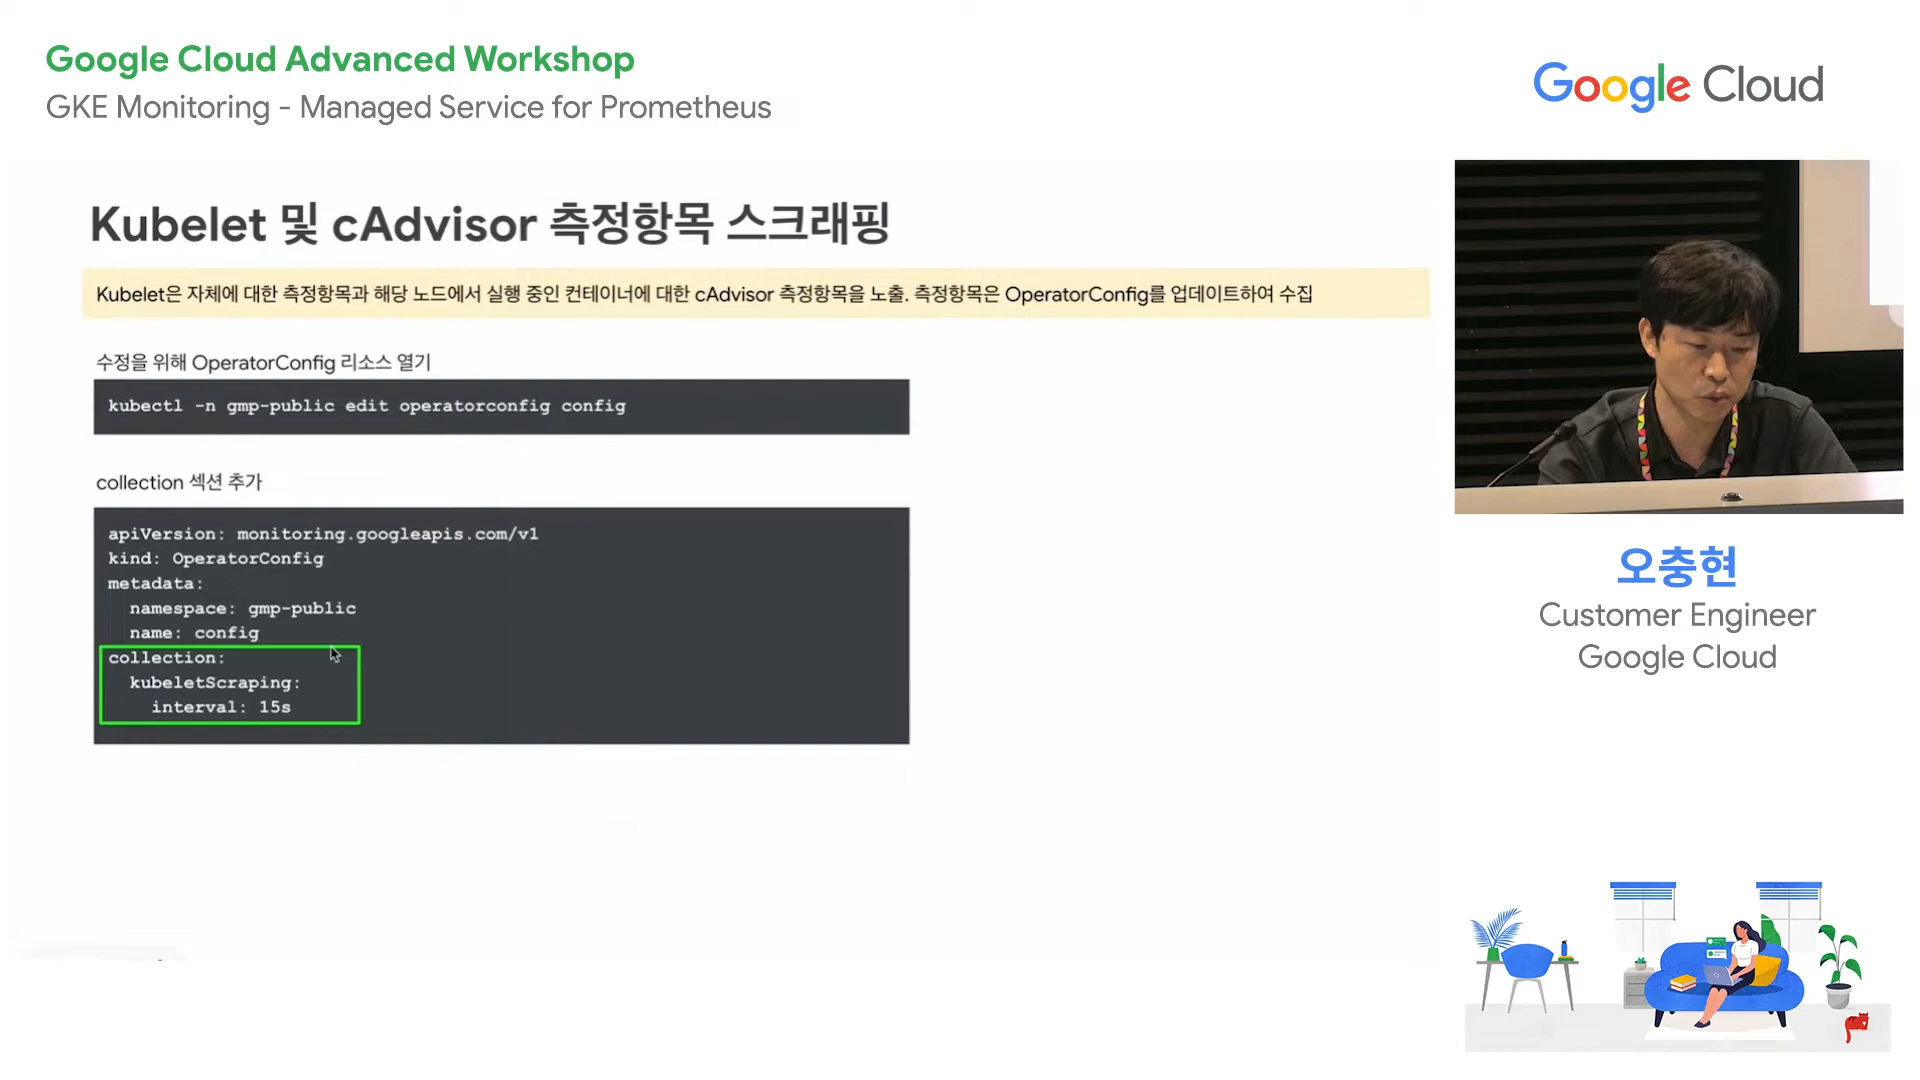 Google Cloud Advanced Workshop
GKE Monitoring - Managed Service for Prometheus
Google Cloud
Kubelet 및 cAdvisor 측정항목 스크래핑
Kubelet은 자체에 대한 측정항목과 해당 노드에서 실행 중인 컨테이너에 대한 cAdvisor 측정항목을 노출. 측정항목은 OperatorConfig를 업데이트하여 수집
수정을 위해 OperatorConfig 리소스 열기
kubectl -n gmp-public edit operatorconfig config
collection 섹션 추가
apiVersion: monitoring.googleapis.com/v1
kind: OperatorConfig
metadata:
  namespace: gmp-public
  name: config
collection:
  kubeletScraping:
    interval: 15s
오충현
Customer Engineer
Google Cloud